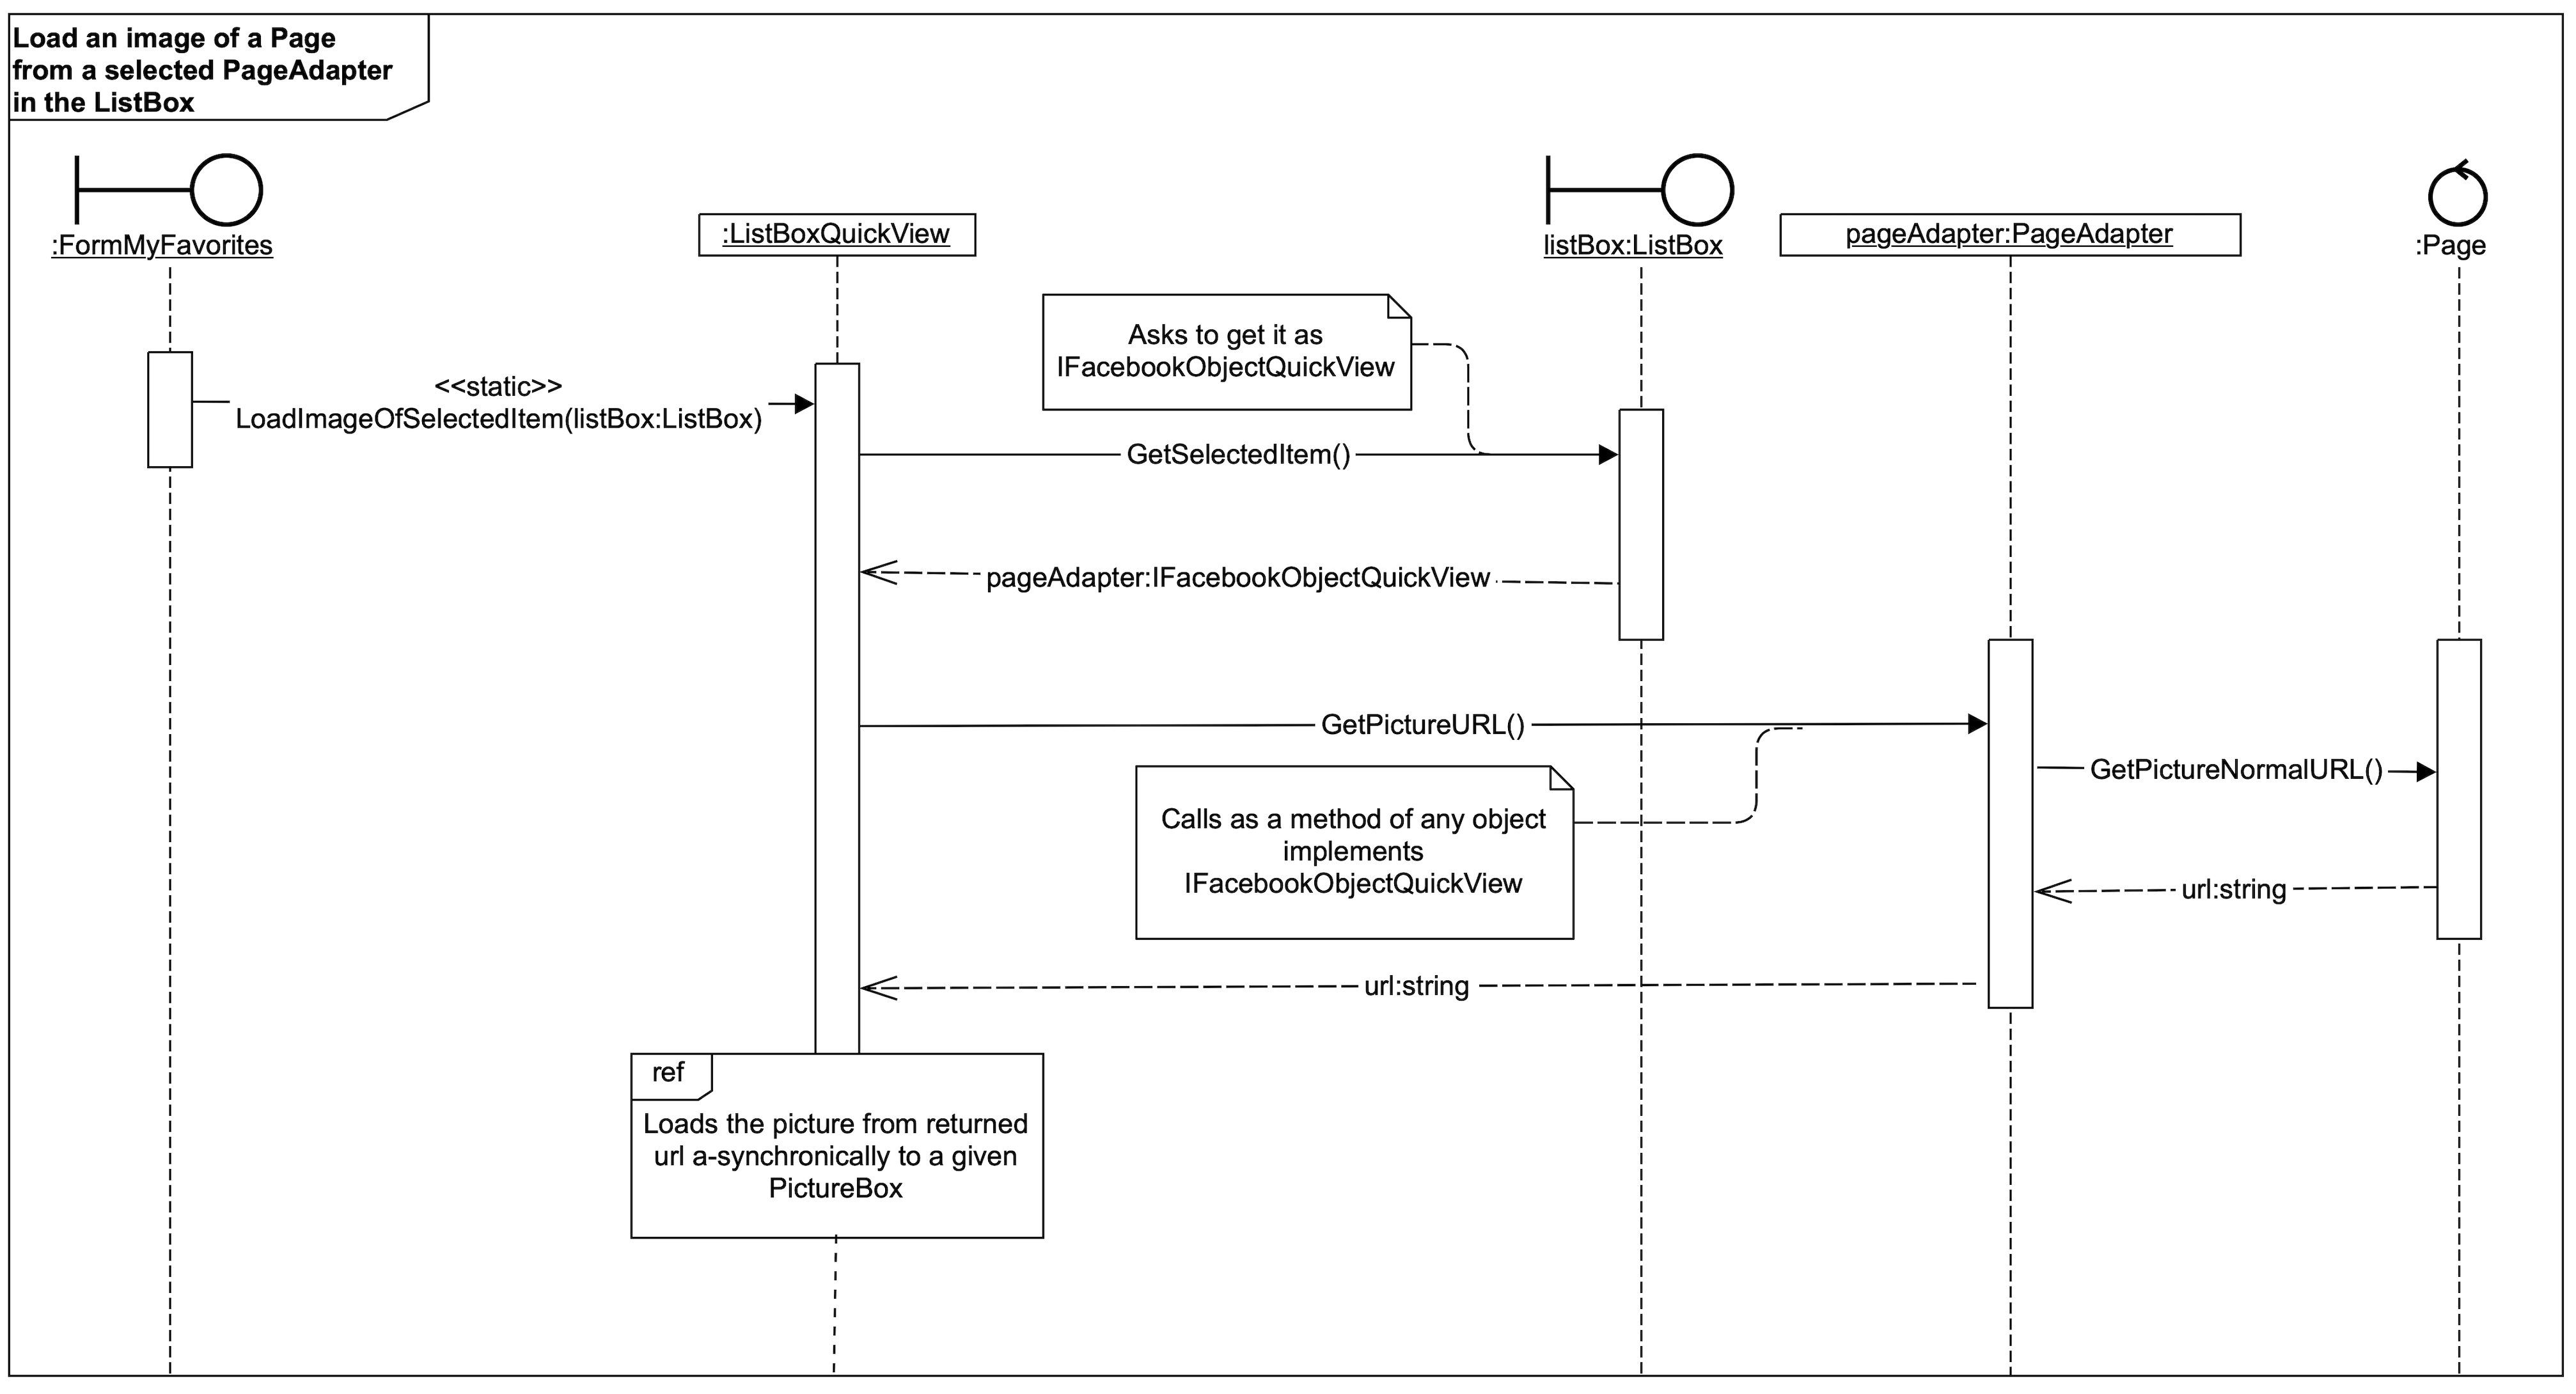 Load an image of a Page
from a selected PageAdapter
in the ListBox
:FormMyFavorites
:ListBoxQuickView
listBox:ListBox
pageAdapter:PageAdapter
:Page
Asks to get it as
IFacebookObjectQuickView
<<static>>
LoadImageOfSelectedItem(listBox:ListBox)
GetSelectedItem()
pageAdapter:IFacebookObjectQuickView
GetPictureURL()
GetPictureNormalURL()
Calls as a method of any object
implements
IFacebookObjectQuickView
url:string
url:string
ref
Loads the picture from returned
url a-synchronically to a given
PictureBox